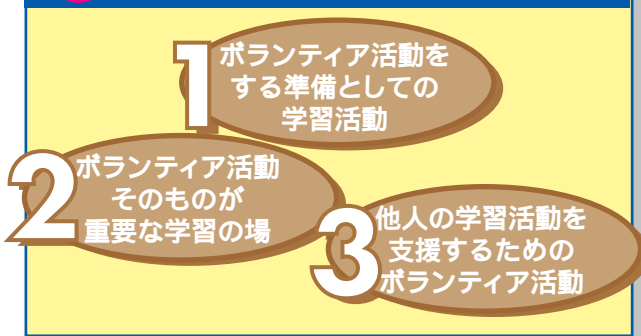 1
ボランティア活動を
する準備としての
学習活動
2
ボランティア活動
そのものが
重要な学習の場
3
他人の学習活動を
支援するための
ボランティア活動